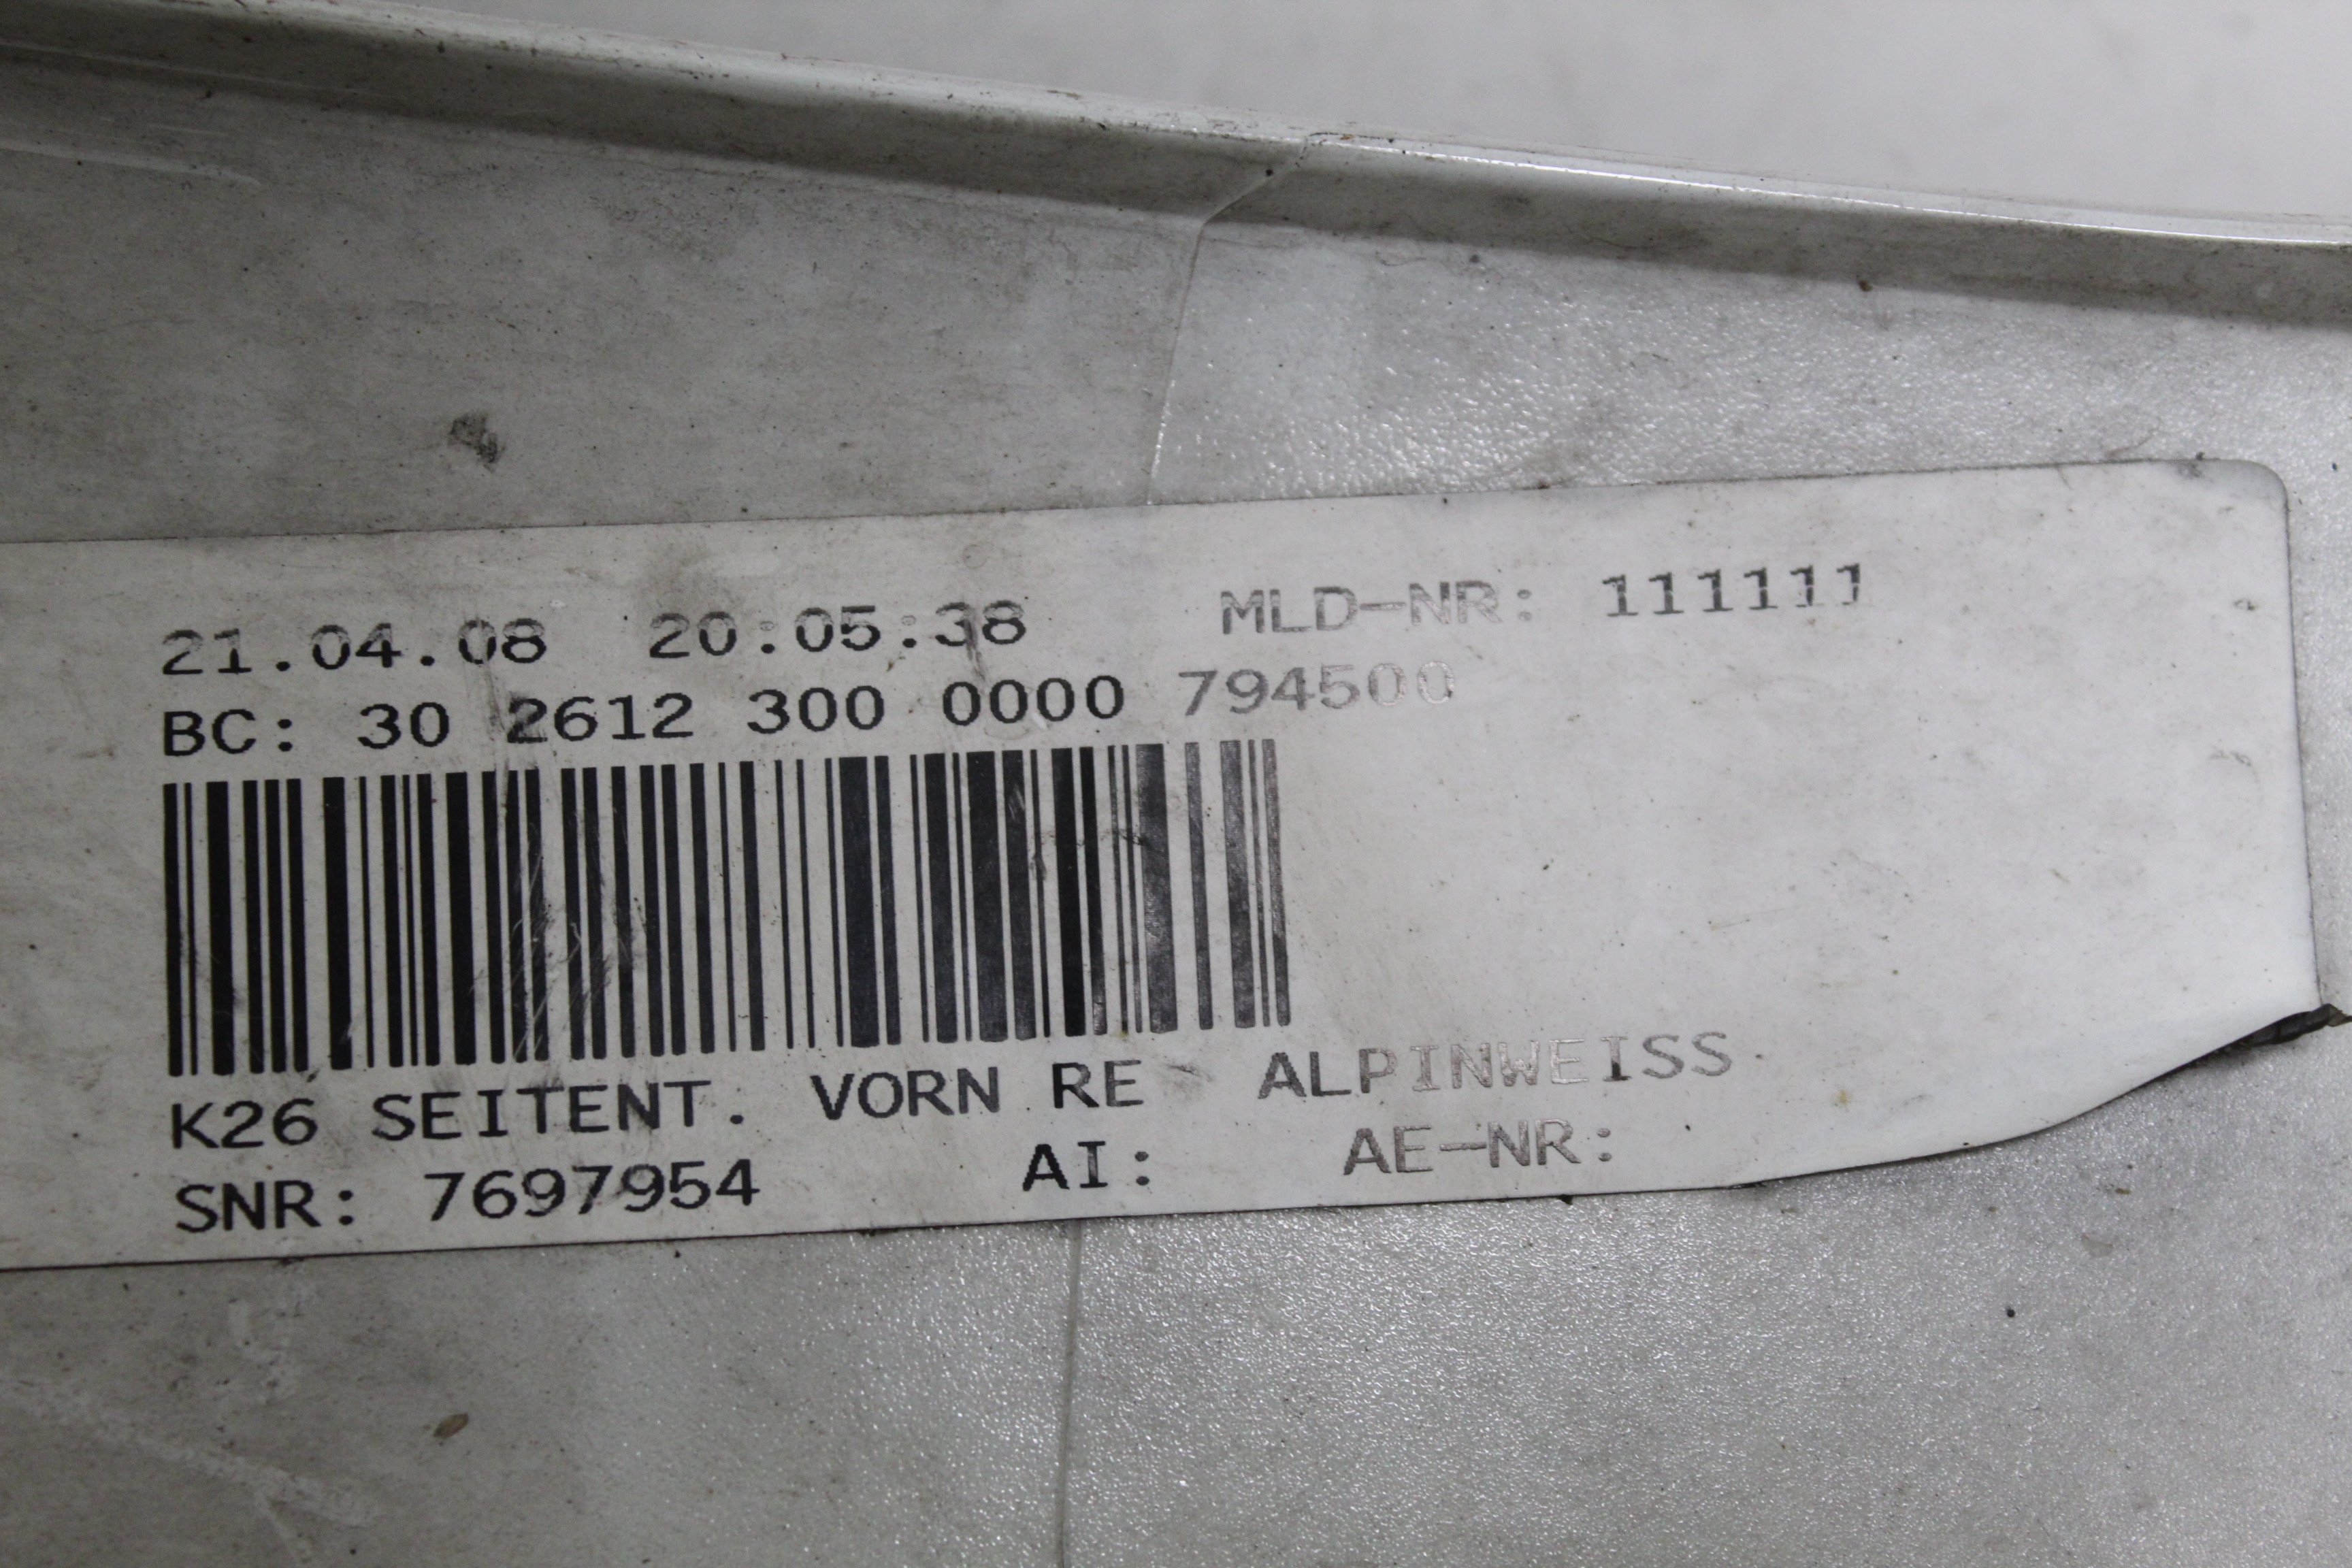 21.04.08 20:05:38 MLD-NR: 111111
BC: 30 2612 300 0000 794500
K26 SEITENT. VORN RE ALPINWEISS
SNR: 7697954 AI: AE-NR: